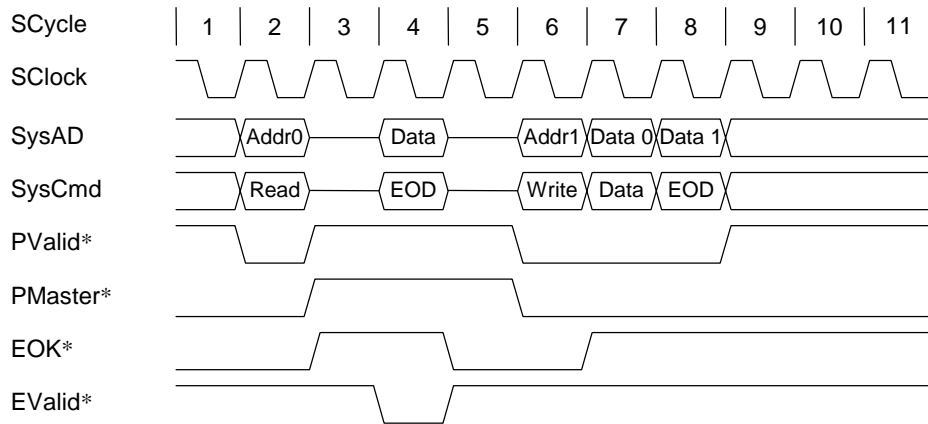 SCycle 1 2 3 4 5 6 7 8 9 10 11
SClock
SysAD Addr0 Data Addr1 Data 0 Data 1
SysCmd Read EOD Write Data EOD
PValid*
PMaster*
EOK*
EValid*